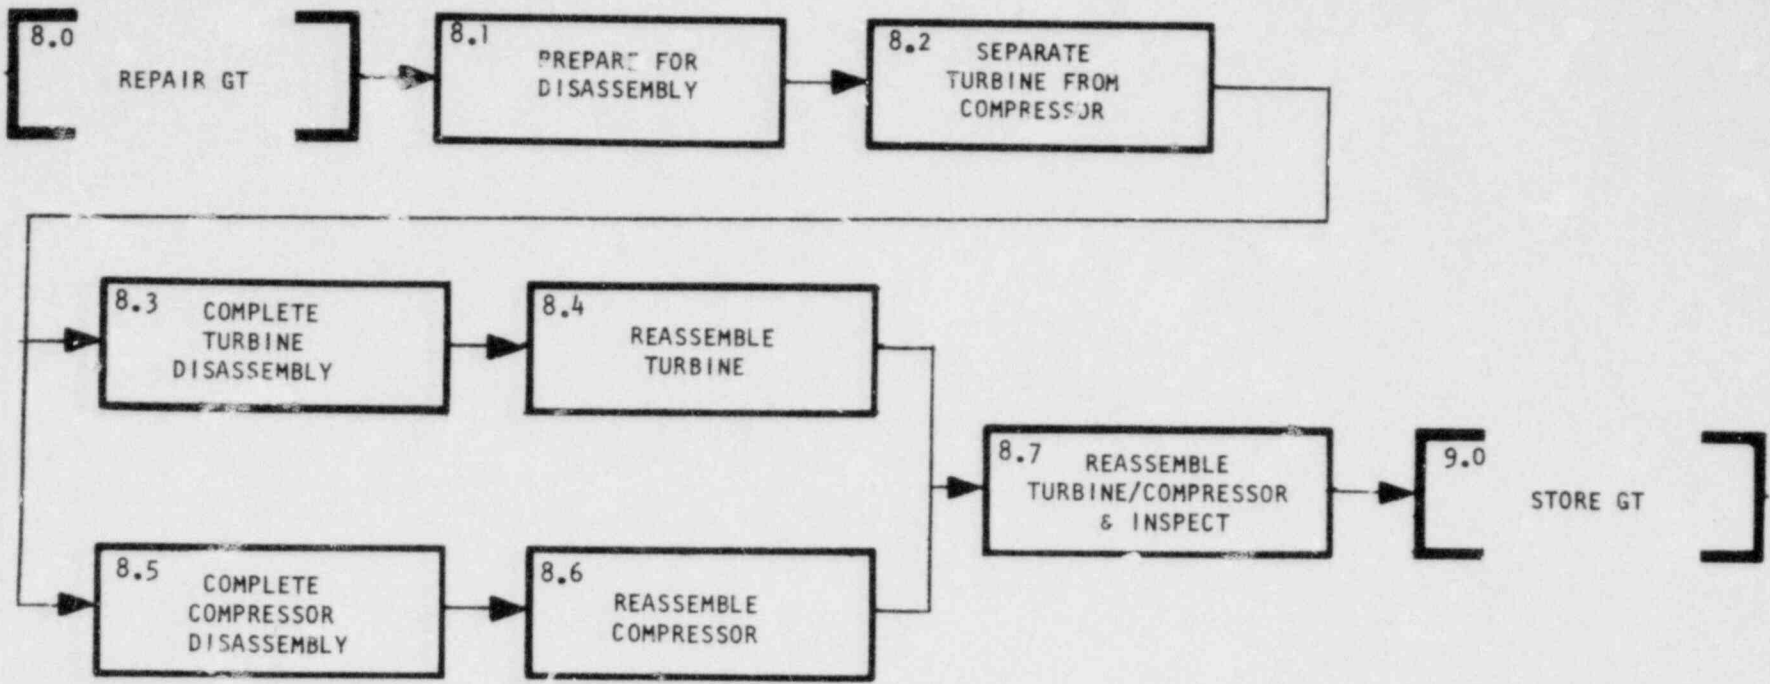 8.0
REPAIR GT
8.1
PREPARE FOR
DISASSEMBLY
8.2
SEPARATE
TURBINE FROM
COMPRESSOR
8.3
COMPLETE
TURBINE
DISASSEMBLY
8.4
REASSEMBLE
TURBINE
8.5
COMPLETE
COMPRESSOR
DISASSEMBLY
8.6
REASSEMBLE
COMPRESSOR
8.7
REASSEMBLE
TURBINE/COMPRESSOR
& INSPECT
9.0
STORE GT